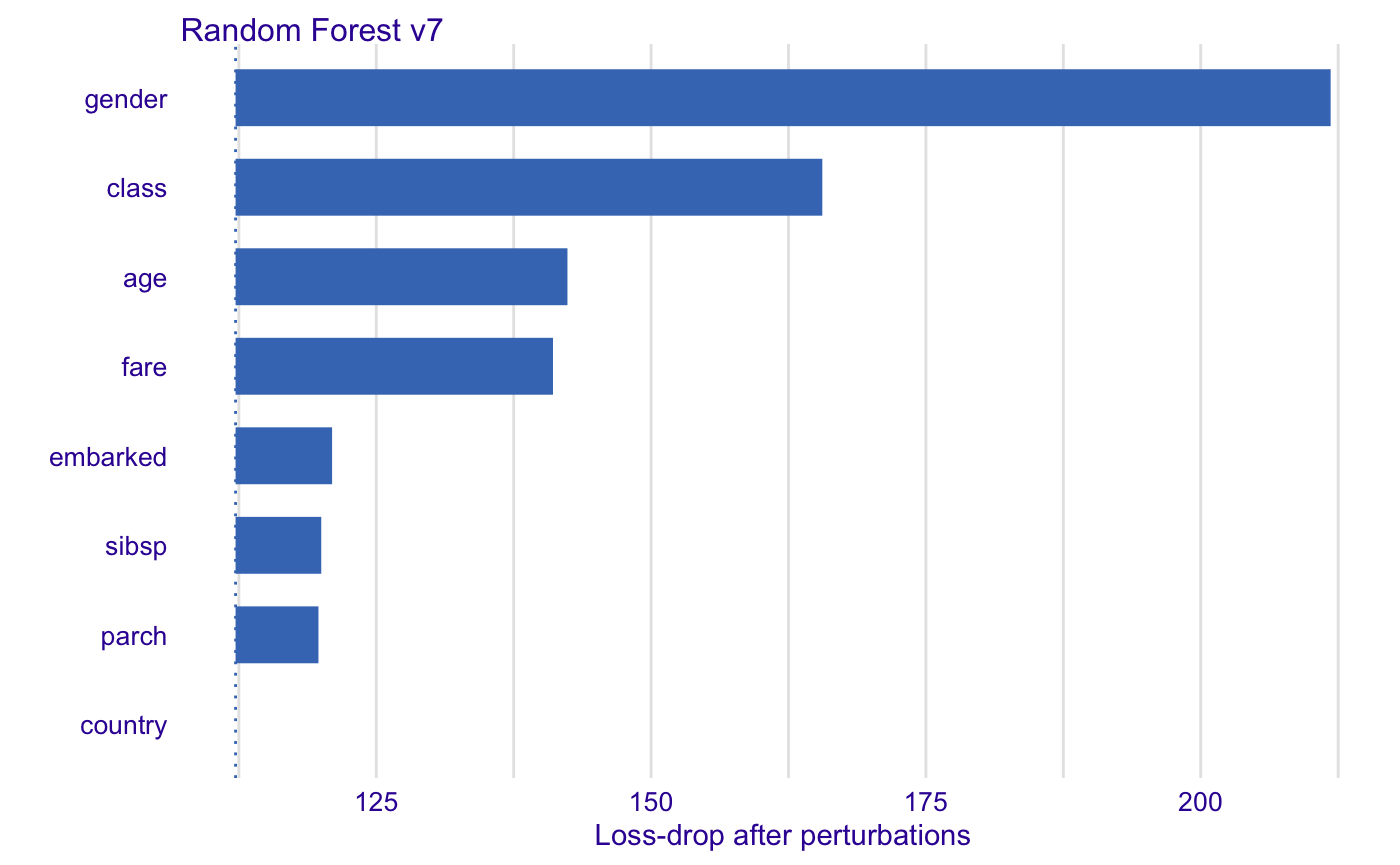 Random Forest v7
gender
class
age
fare
embarked
sibsp
parch
country
125 150 175 200
Loss-drop after perturbations